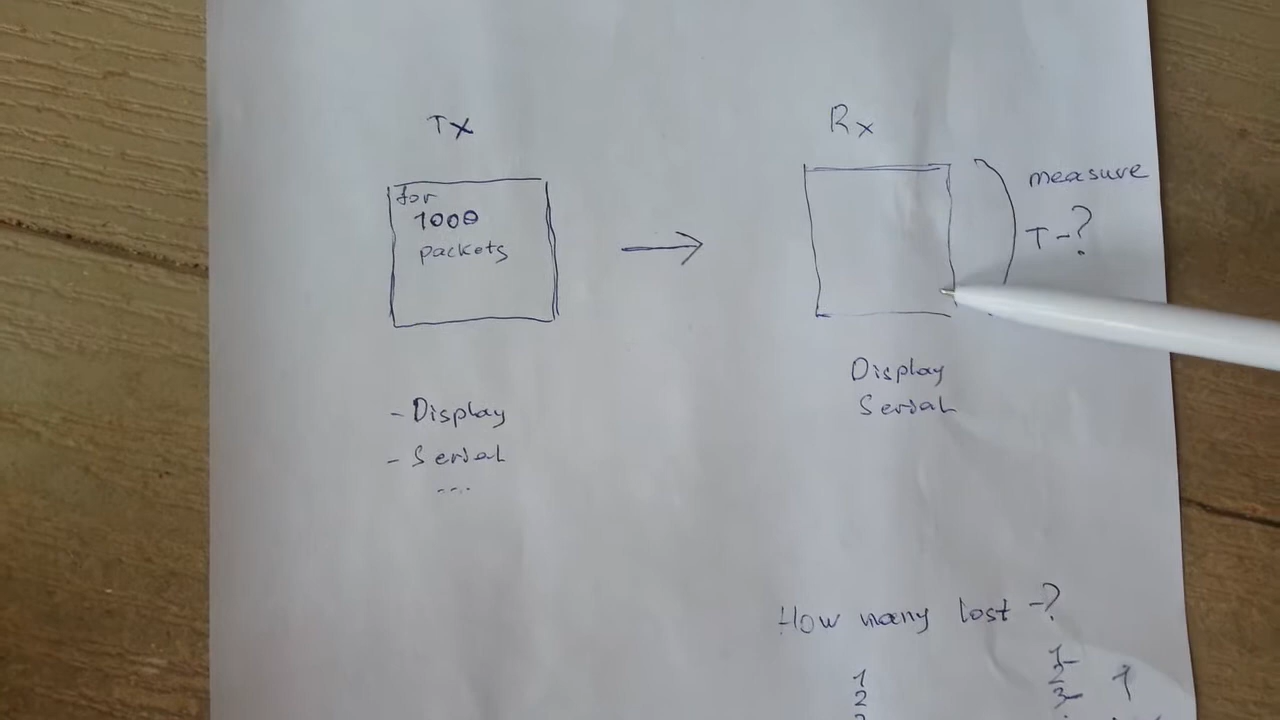 Tx
for
1000
packets
- Display
- Serial
....
Rx
measure
T-?
Display
Serial
How many lost -?
1
2
1-
2-
3-